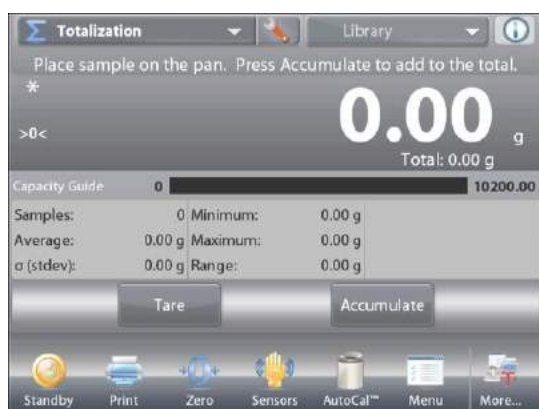 Σ Totalization Library
Place sample on the pan. Press Accumulate to add to the total.
*
>0<
0.00 g
Total: 0.00 g
Capacity Guide 0 10200.00
Samples: 0 Minimum: 0.00 g
Average: 0.00 g Maximum: 0.00 g
σ (stdev): 0.00 g Range: 0.00 g
Tare Accumulate
Standby Print Zero Sensors AutoCal™ Menu More...